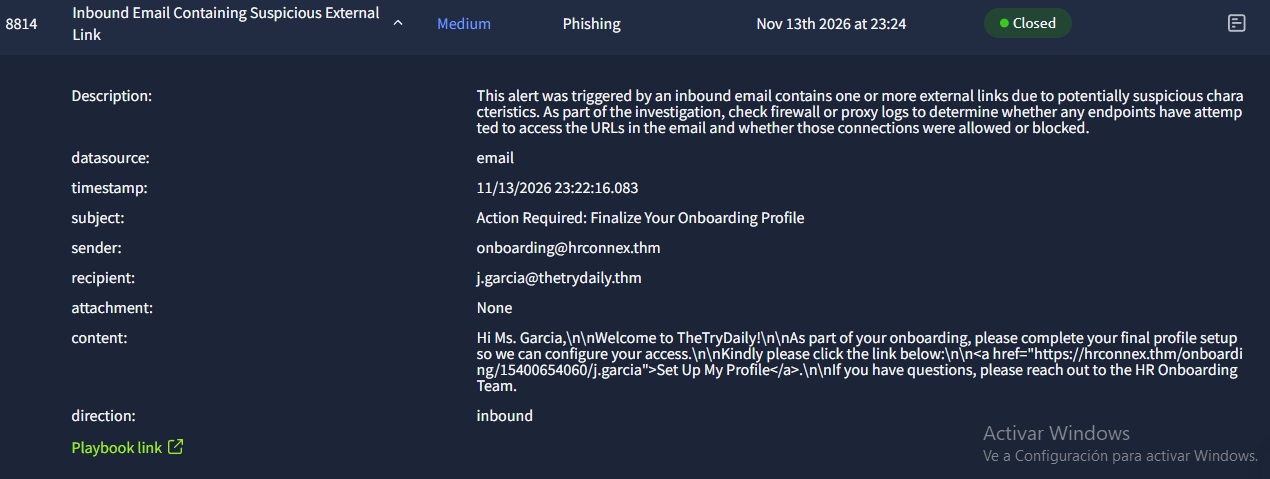 8814 Inbound Email Containing Suspicious External Medium Phishing Nov 13th 2026 at 23:24 Closed
Link
Description: This alert was triggered by an inbound email contains one or more external links due to potentially suspicious chara
cteristics. As part of the investigation, check firewall or proxy logs to determine whether any endpoints have attemp
ted to access the URLs in the email and whether those connections were allowed or blocked.
datasource: email
timestamp: 11/13/2026 23:22:16.083
subject: Action Required: Finalize Your Onboarding Profile
sender: onboarding@hrconnex.thm
recipient: j.garcia@thetrydaily.thm
attachment: None
content: Hi Ms. Garcia,\n\nWelcome to TheTryDaily!\n\nAs part of your onboarding, please complete your final profile setup
so we can configure your access.\n\nKindly please click the link below:\n\n<a href="https://hrconnex.thm/onboardi
ng/15400654060/j.garcia">Set Up My Profile</a>.\n\nIf you have questions, please reach out to the HR Onboarding
Team.
direction: inbound
Playbook link
Activar Windows
Ve a Configuración para activar Windows.